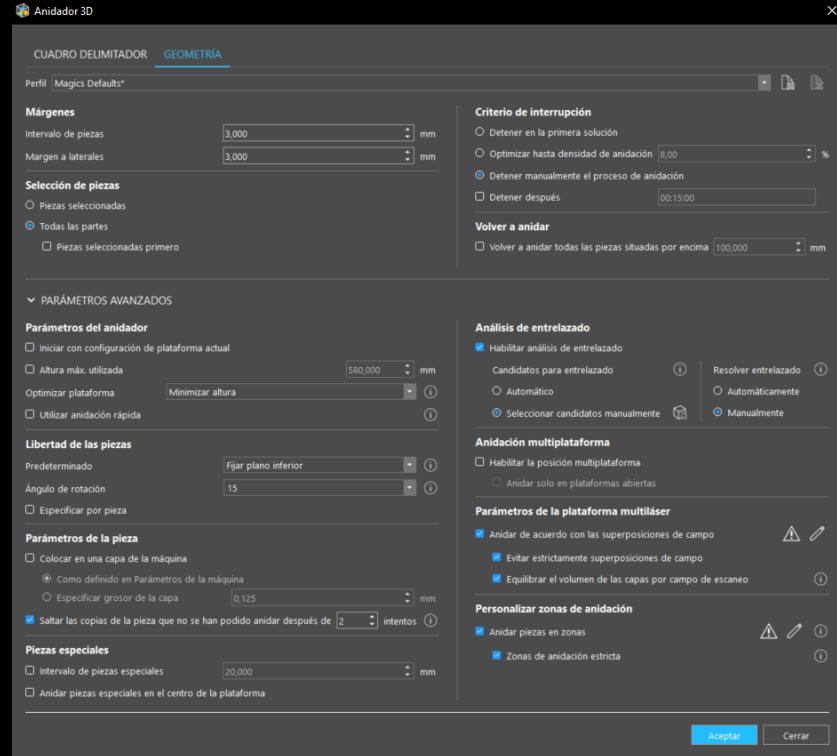 Anidador 3D
CUADRO DELIMITADOR GEOMETRÍA
Perfil Magics Defaults*
Márgenes
Intervalo de piezas 3,000 mm
Margen a laterales 3,000 mm
Selección de piezas
Piezas seleccionadas
Todas las partes
Piezas seleccionadas primero
Criterio de interrupción
Detener en la primera solución
Optimizar hasta densidad de anidación 8,00 %
Detener manualmente el proceso de anidación
Detener después 00:15:00
Volver a anidar
Volver a anidar todas las piezas situadas por encima 100,000 mm
PARÁMETROS AVANZADOS
Parámetros del anidador
Iniciar con configuración de plataforma actual
Altura máx. utilizada 580,000 mm
Optimizar plataforma Minimizar altura
Utilizar anidación rápida
Libertad de las piezas
Predeterminado Fijar plano inferior
Ángulo de rotación 15
Especificar por pieza
Parámetros de la pieza
Colocar en una capa de la máquina
Como definido en Parámetros de la máquina
Especificar grosor de la capa 0,125 mm
Saltar las copias de la pieza que no se han podido anidar después de 2 intentos
Piezas especiales
Intervalo de piezas especiales 20,000 mm
Anidar piezas especiales en el centro de la plataforma
Análisis de entrelazado
Habilitar análisis de entrelazado
Candidatos para entrelazado Resolver entrelazado
Automático Automáticamente
Seleccionar candidatos manualmente Manualmente
Anidación multiplataforma
Habilitar la posición multiplataforma
Anidar solo en plataformas abiertas
Parámetros de la plataforma multiláser
Anidar de acuerdo con las superposiciones de campo
Evitar estrictamente superposiciones de campo
Equilibrar el volumen de las capas por campo de escaneo
Personalizar zonas de anidación
Anidar piezas en zonas
Zonas de anidación estricta
Aceptar Cerrar